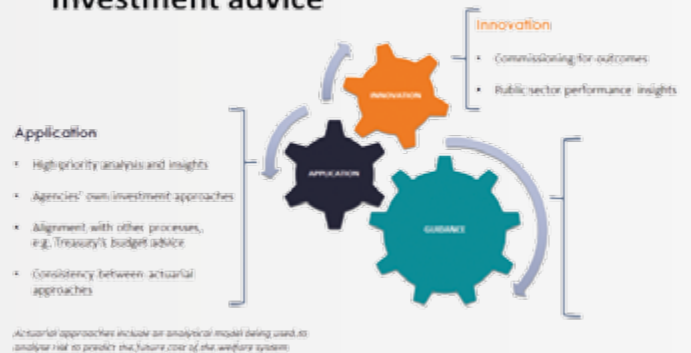 investment advice
Innovation
• Commissioning for outcomes
• Public sector performance insights
INNOVATION
Application
• High priority analysis and insights
• Agencies' own investment approaches
• Alignment with other processes,
e.g. Treasury's budget advice
• Consistency between actuarial
approaches
APPLICATION
GUIDANCE
Actuarial approaches include an analytical model being used to
analyse risk to predict the future cost of the welfare system